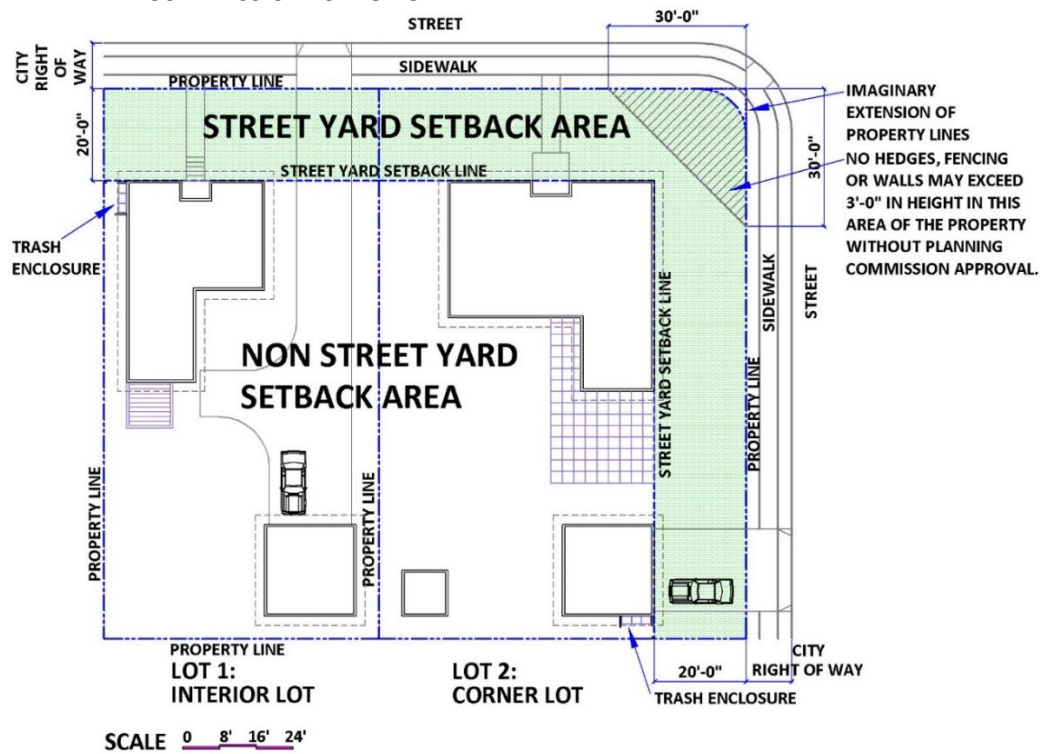 STREET
30'-0"
CITY
RIGHT
OF
WAY
SIDEWALK
PROPERTY LINE
IMAGINARY
EXTENSION OF
PROPERTY LINES
20'-0"
STREET YARD SETBACK AREA
30'-0"
NO HEDGES, FENCING
OR WALLS MAY EXCEED
3'-0" IN HEIGHT IN THIS
AREA OF THE PROPERTY
WITHOUT PLANNING
COMMISSION APPROVAL.
STREET YARD SETBACK LINE
TRASH
ENCLOSURE
SIDEWALK
STREET
STREET YARD SETBACK LINE
NON STREET YARD
SETBACK AREA
PROPERTY LINE
PROPERTY LINE
PROPERTY LINE
PROPERTY LINE
LOT 1:
INTERIOR LOT
LOT 2:
CORNER LOT
20'-0"
CITY
RIGHT OF WAY
TRASH ENCLOSURE
SCALE 0 8' 16' 24'